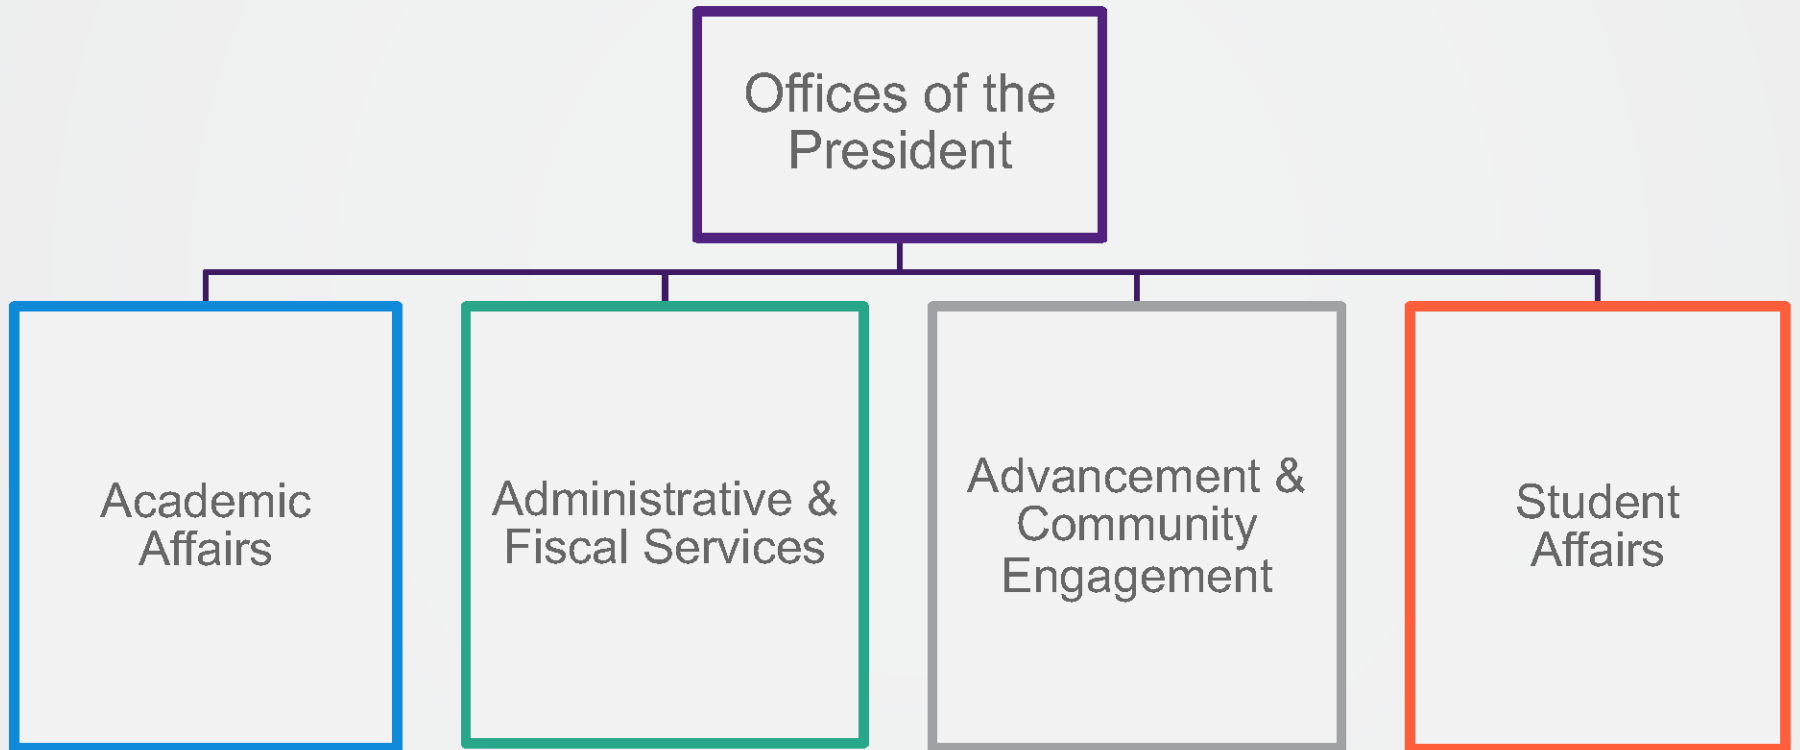 Offices of the
President
Academic
Affairs
Administrative &
Fiscal Services
Advancement &
Community
Engagement
Student
Affairs